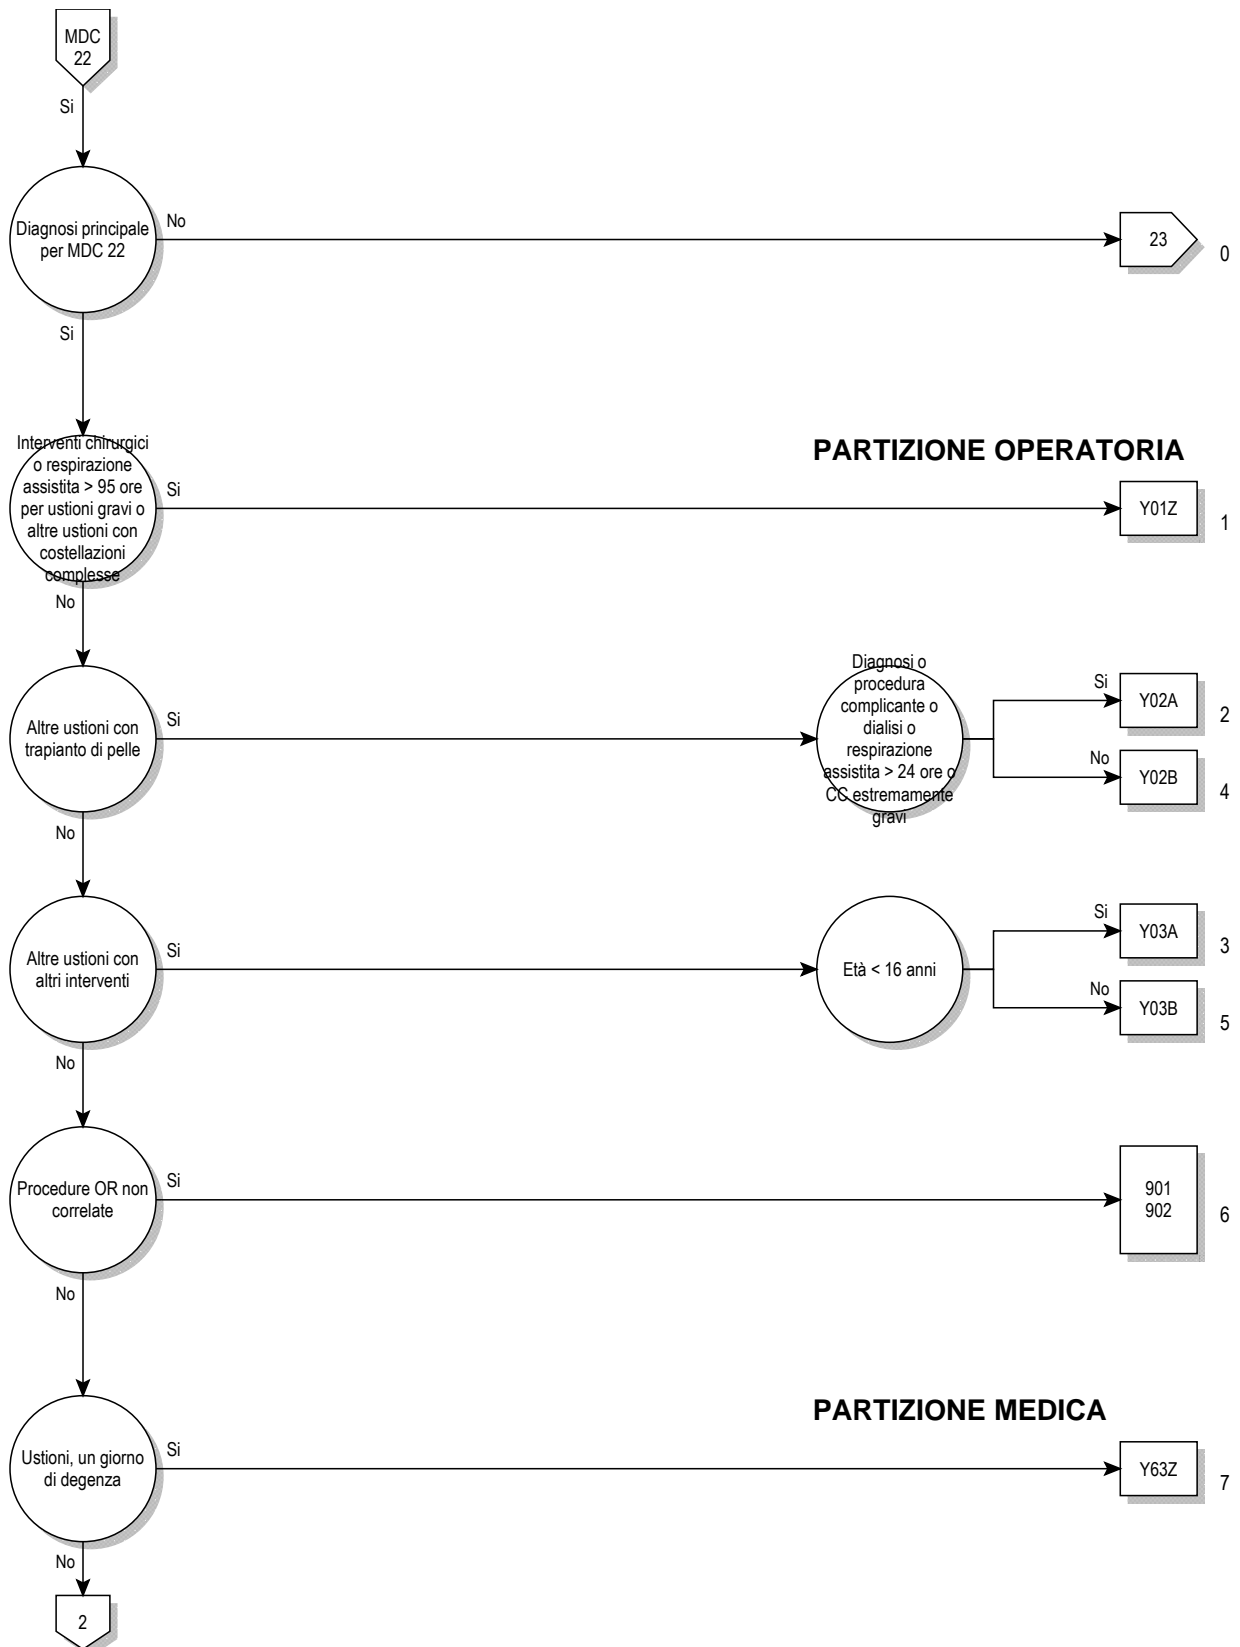 MDC
22
Si
Diagnosi principale
per MDC 22
No
23
0
Si
PARTIZIONE OPERATORIA
Interventi chirurgici
o respirazione
assistita > 95 ore
per ustioni gravi o
altre ustioni con
costellazioni
complesse
Si
Y01Z
1
No
Altre ustioni con
trapianto di pelle
Si
Diagnosi o
procedura
complicante o
dialisi o
respirazione
assistita > 24 ore o
CC estremamente
gravi
Si
Y02A
2
No
Y02B
4
No
Altre ustioni con
altri interventi
Si
Età < 16 anni
Si
Y03A
3
No
Y03B
5
No
Procedure OR non
correlate
Si
901
902
6
No
PARTIZIONE MEDICA
Ustioni, un giorno
di degenza
Si
Y63Z
7
No
2